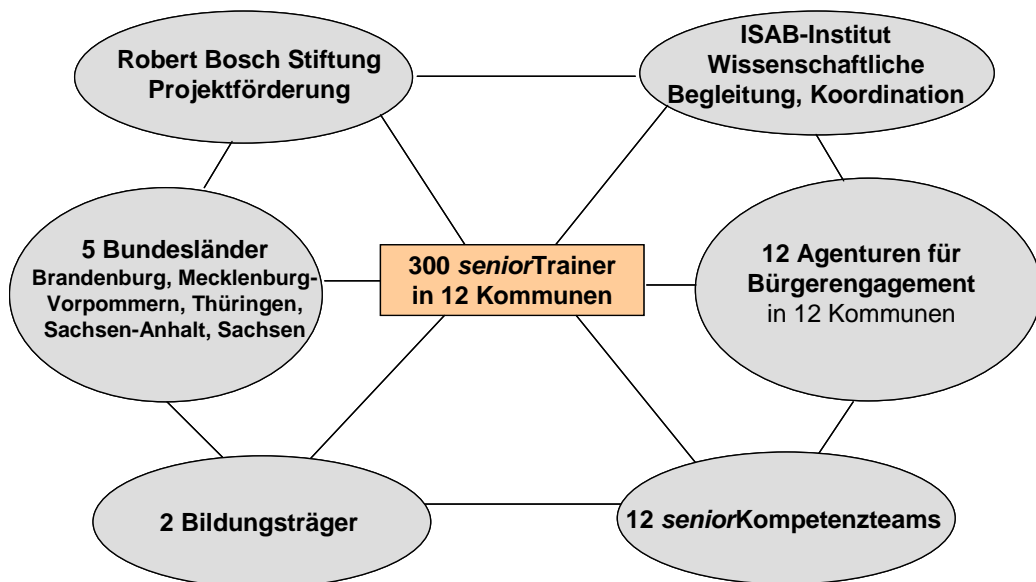 Robert Bosch Stiftung
Projektförderung
ISAB-Institut
Wissenschaftliche
Begleitung, Koordination
5 Bundesländer
Brandenburg, Mecklenburg-
Vorpommern, Thüringen,
Sachsen-Anhalt, Sachsen
300 seniorTrainer
in 12 Kommunen
12 Agenturen für
Bürgerengagement
in 12 Kommunen
2 Bildungsträger
12 seniorKompetenzteams